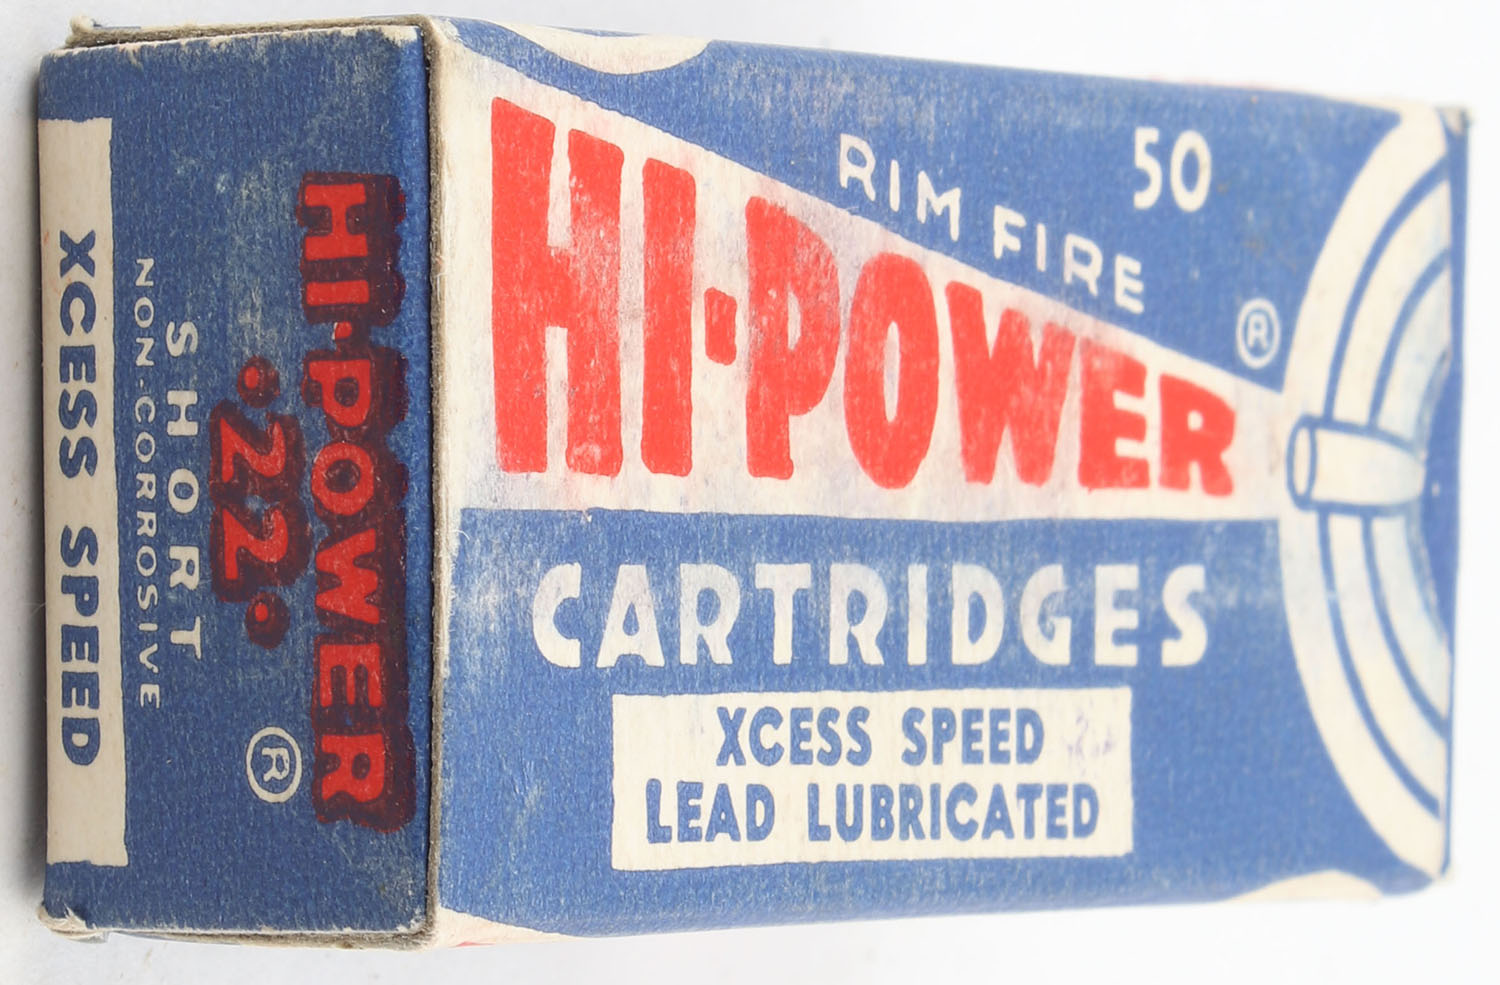 50
RIM FIRE
HI·POWER ®
CARTRIDGES
XCESS SPEED
LEAD LUBRICATED
HI·POWER
·22· ®
SHORT
NON-CORROSIVE
XCESS SPEED